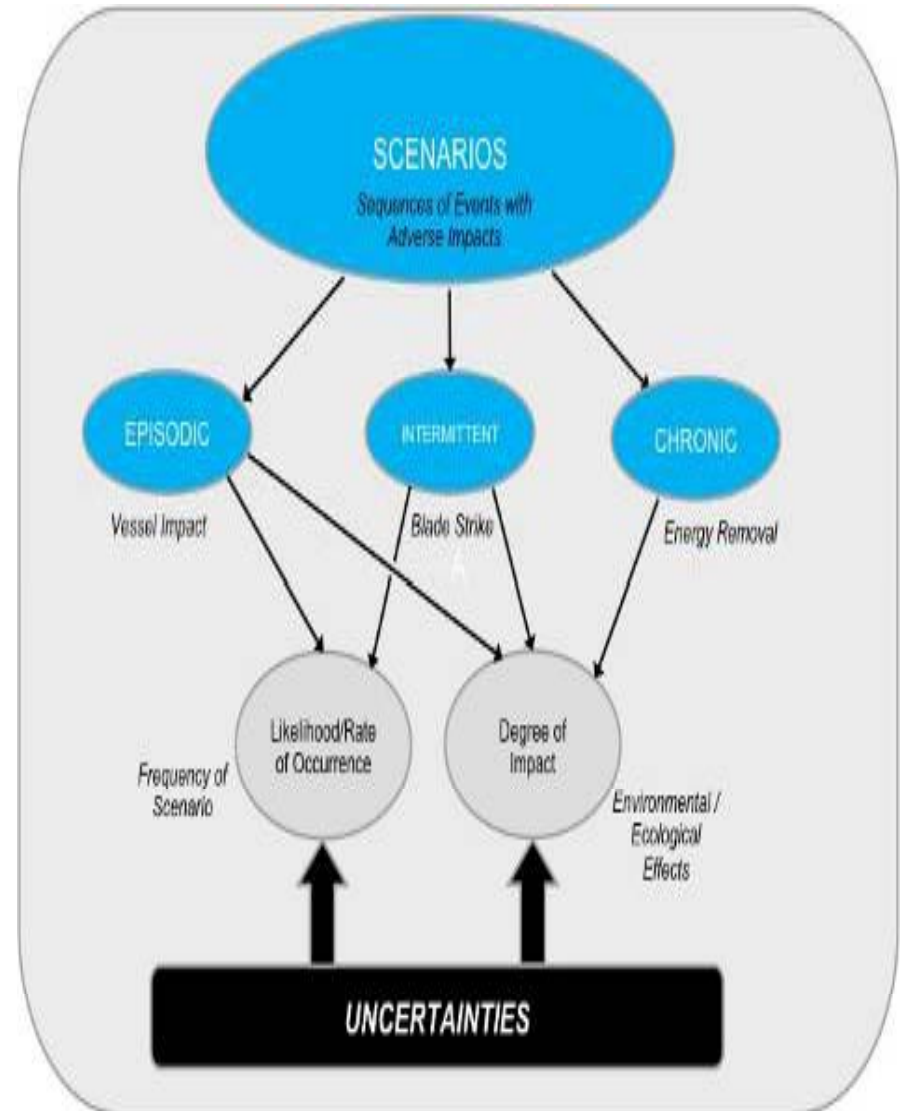 SCENARIOS
Sequences of Events with
Adverse Impacts
EPISODIC
INTERMITTENT
CHRONIC
Vessel Impact
Blade Strike
Energy Removal
Likelihood/Rate
of Occurrence
Degree of
Impact
Frequency of
Scenario
Environmental /
Ecological
Effects
UNCERTAINTIES